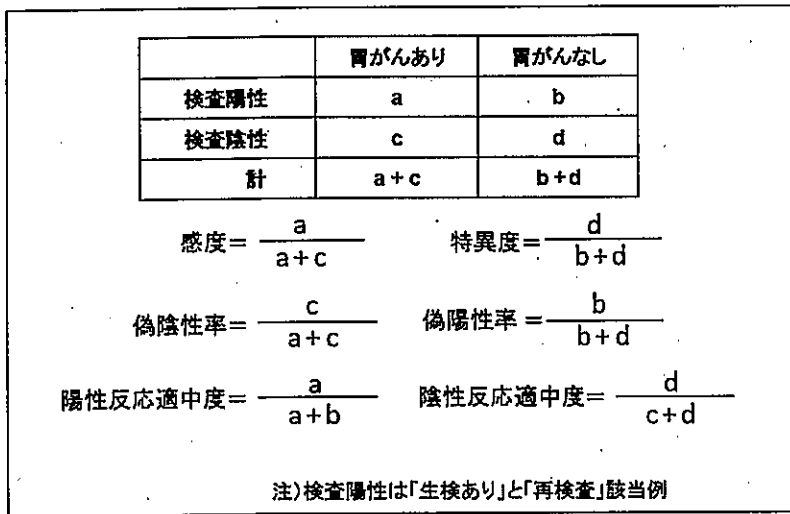 胃がんあり 胃がんなし
検査陽性 a b
検査陰性 c d
計 a+c b+d
感度= a/a+c 特異度= d/b+d
偽陰性率= c/a+c 偽陽性率= b/b+d
陽性反応適中度= a/a+b 陰性反応適中度= d/c+d
注)検査陽性は「生検あり」と「再検査」該当例